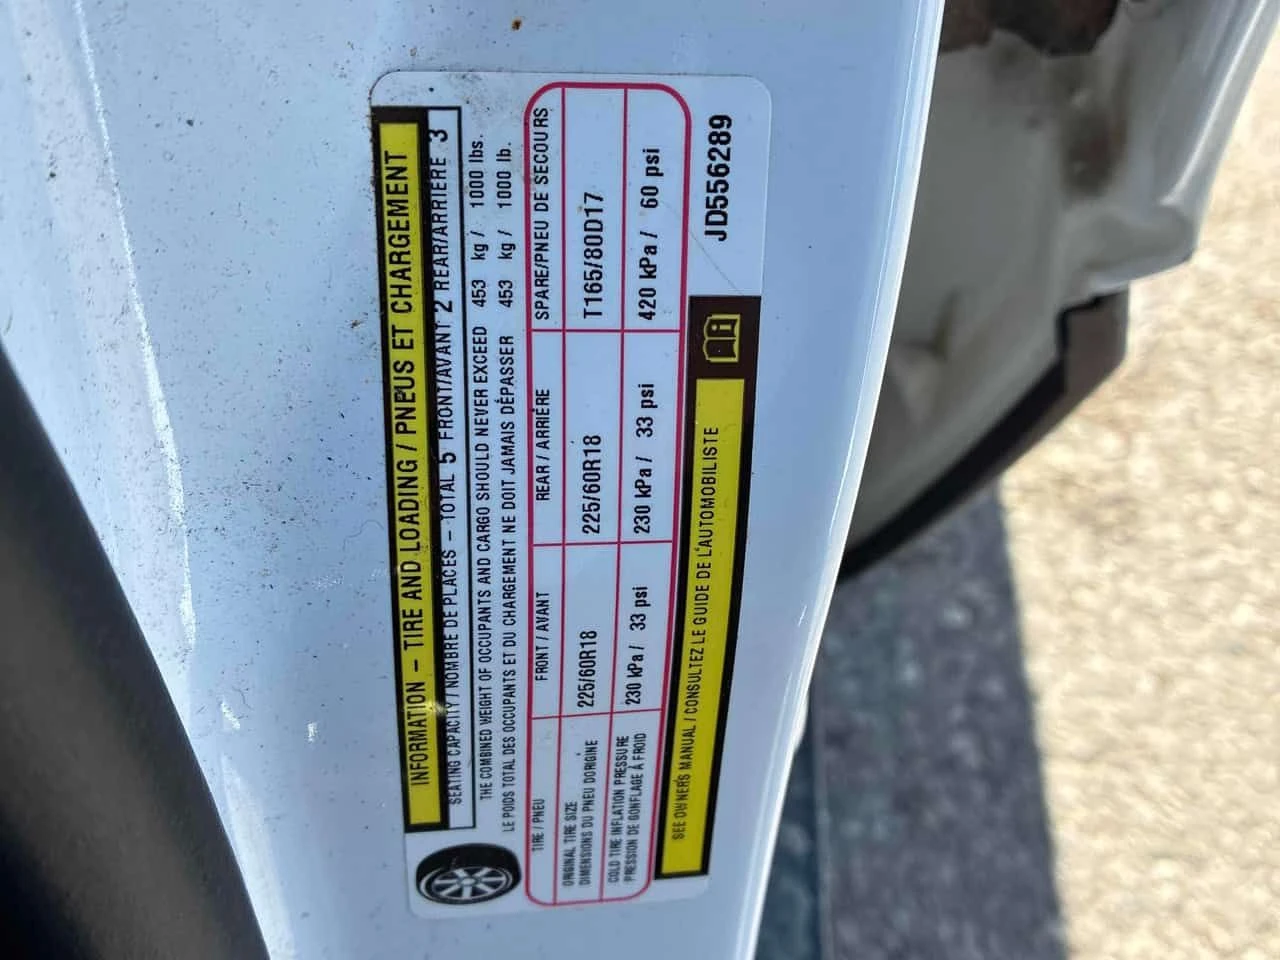 INFORMATION - TIRE AND LOADING / PNEUS ET CHARGEMENT
SEATING CAPACITY / NOMBRE DE PLACES - TOTAL 5 FRONT/AVANT 2 REAR/ARRIÈRE 3
THE COMBINED WEIGHT OF OCCUPANTS AND CARGO SHOULD NEVER EXCEED 453 kg / 1000 lbs.
LE POIDS TOTAL DES OCCUPANTS ET DU CHARGEMENT NE DOIT JAMAIS DÉPASSER 453 kg / 1000 lb.
TIRE / PNEU FRONT / AVANT REAR / ARRIÈRE SPARE/PNEU DE SECOURS
ORIGINAL TIRE SIZE
DIMENSIONS DU PNEU DORIGINE 225/60R18 225/60R18 T165/80D17
COLD TIRE INFLATION PRESSURE
PRESSION DE GONFLAGE À FROID 230 kPa / 33 psi 230 kPa / 33 psi 420 kPa / 60 psi
SEE OWNERS MANUAL / CONSULTEZ LE GUIDE DE L'AUTOMOBILISTE
JD556289